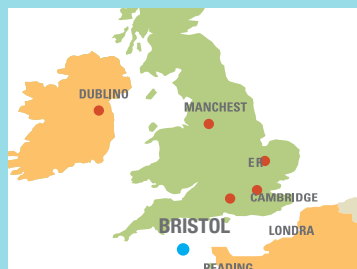 DUBLINO
MANCHEST
ER
CAMBRIDGE
BRISTOL
LONDRA
READING